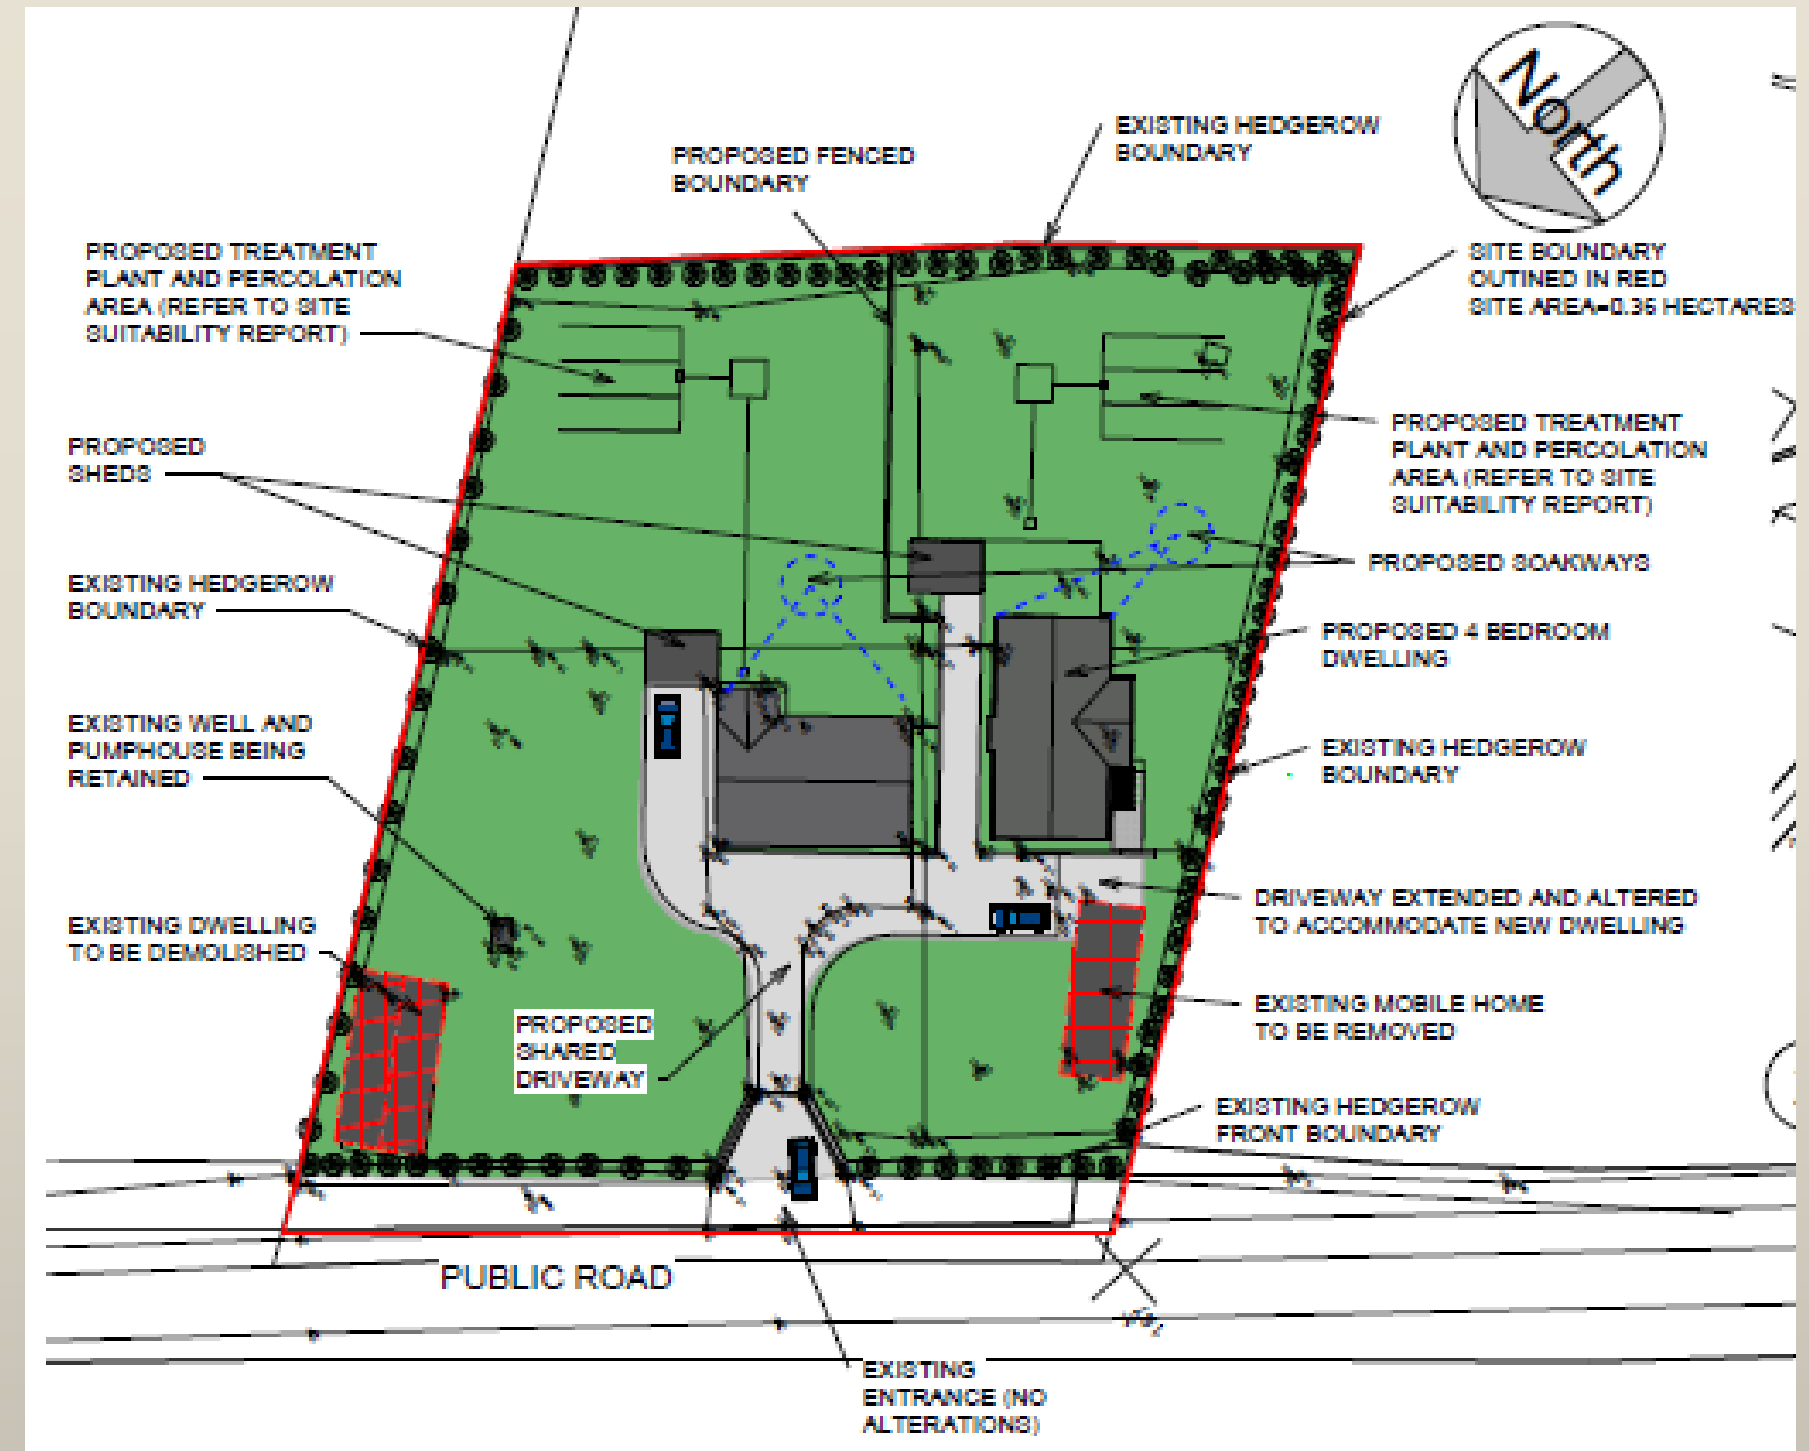 North
EXISTING HEDGEROW
BOUNDARY
PROPOSED FENCED
BOUNDARY
PROPOSED TREATMENT
PLANT AND PERCOLATION
AREA (REFER TO SITE
SUITABILITY REPORT)
SITE BOUNDARY
OUTINED IN RED
SITE AREA=0.36 HECTARES
PROPOSED
SHEDS
PROPOSED TREATMENT
PLANT AND PERCOLATION
AREA (REFER TO SITE
SUITABILITY REPORT)
PROPOSED SOAKWAYS
EXISTING HEDGEROW
BOUNDARY
PROPOSED 4 BEDROOM
DWELLING
EXISTING WELL AND
PUMPHOUSE BEING
RETAINED
EXISTING HEDGEROW
BOUNDARY
EXISTING DWELLING
TO BE DEMOLISHED
DRIVEWAY EXTENDED AND ALTERED
TO ACCOMMODATE NEW DWELLING
PROPOSED
SHARED
DRIVEWAY
EXISTING MOBILE HOME
TO BE REMOVED
EXISTING HEDGEROW
FRONT BOUNDARY
PUBLIC ROAD
EXISTING
ENTRANCE (NO
ALTERATIONS)